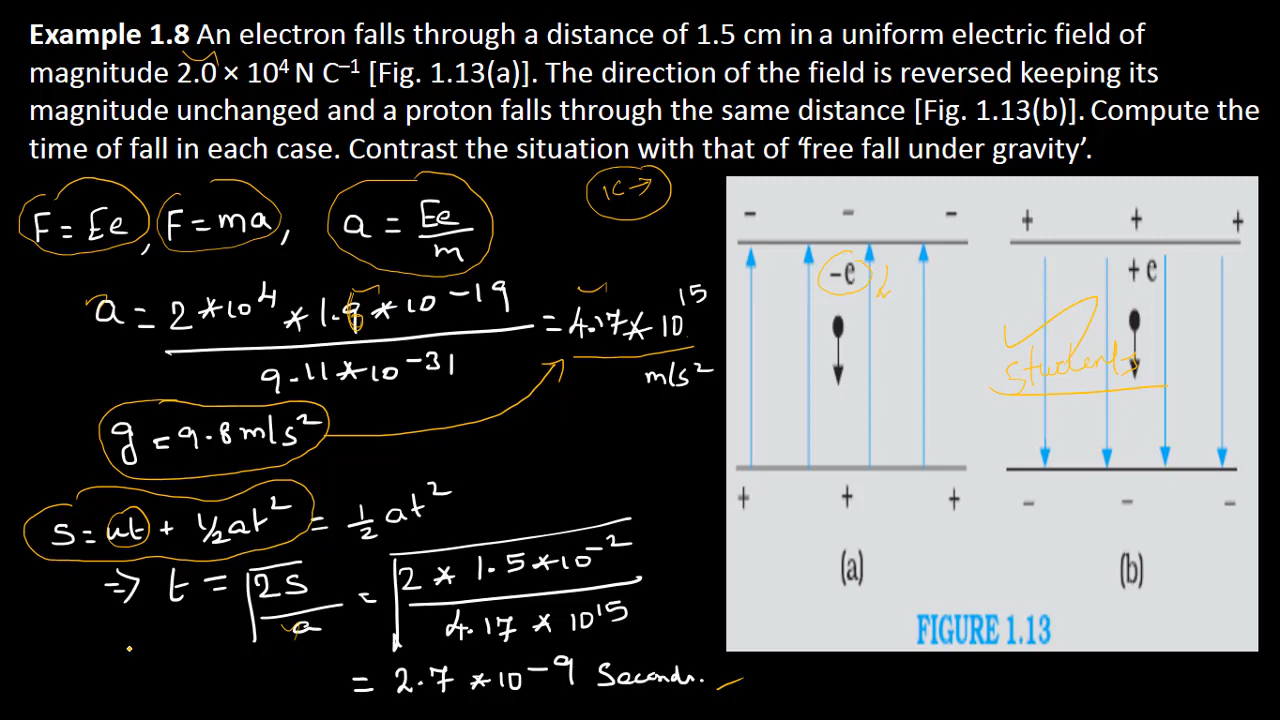 Example 1.8 An electron falls through a distance of 1.5 cm in a uniform electric field of
magnitude 2.0 × 10⁴ N C⁻¹ [Fig. 1.13(a)]. The direction of the field is reversed keeping its
magnitude unchanged and a proton falls through the same distance [Fig. 1.13(b)]. Compute the
time of fall in each case. Contrast the situation with that of ‘free fall under gravity’.
F = Ee, F = ma, a = Ee/m
1C →
a = 2*10⁴ * 1.6*10⁻¹⁹ / 9.11*10⁻³¹ = 4.17*10¹⁵ m/s²
g = 9.8 m/s²
s = ut + ½at² = ½at²
⇒ t = √(2s/a) = √(2 * 1.5*10⁻² / 4.17 * 10¹⁵)
= 2.7 *10⁻⁹ Seconds.
– – – + + +
–e + e
Students
+ + + – – –
(a) (b)
FIGURE 1.13